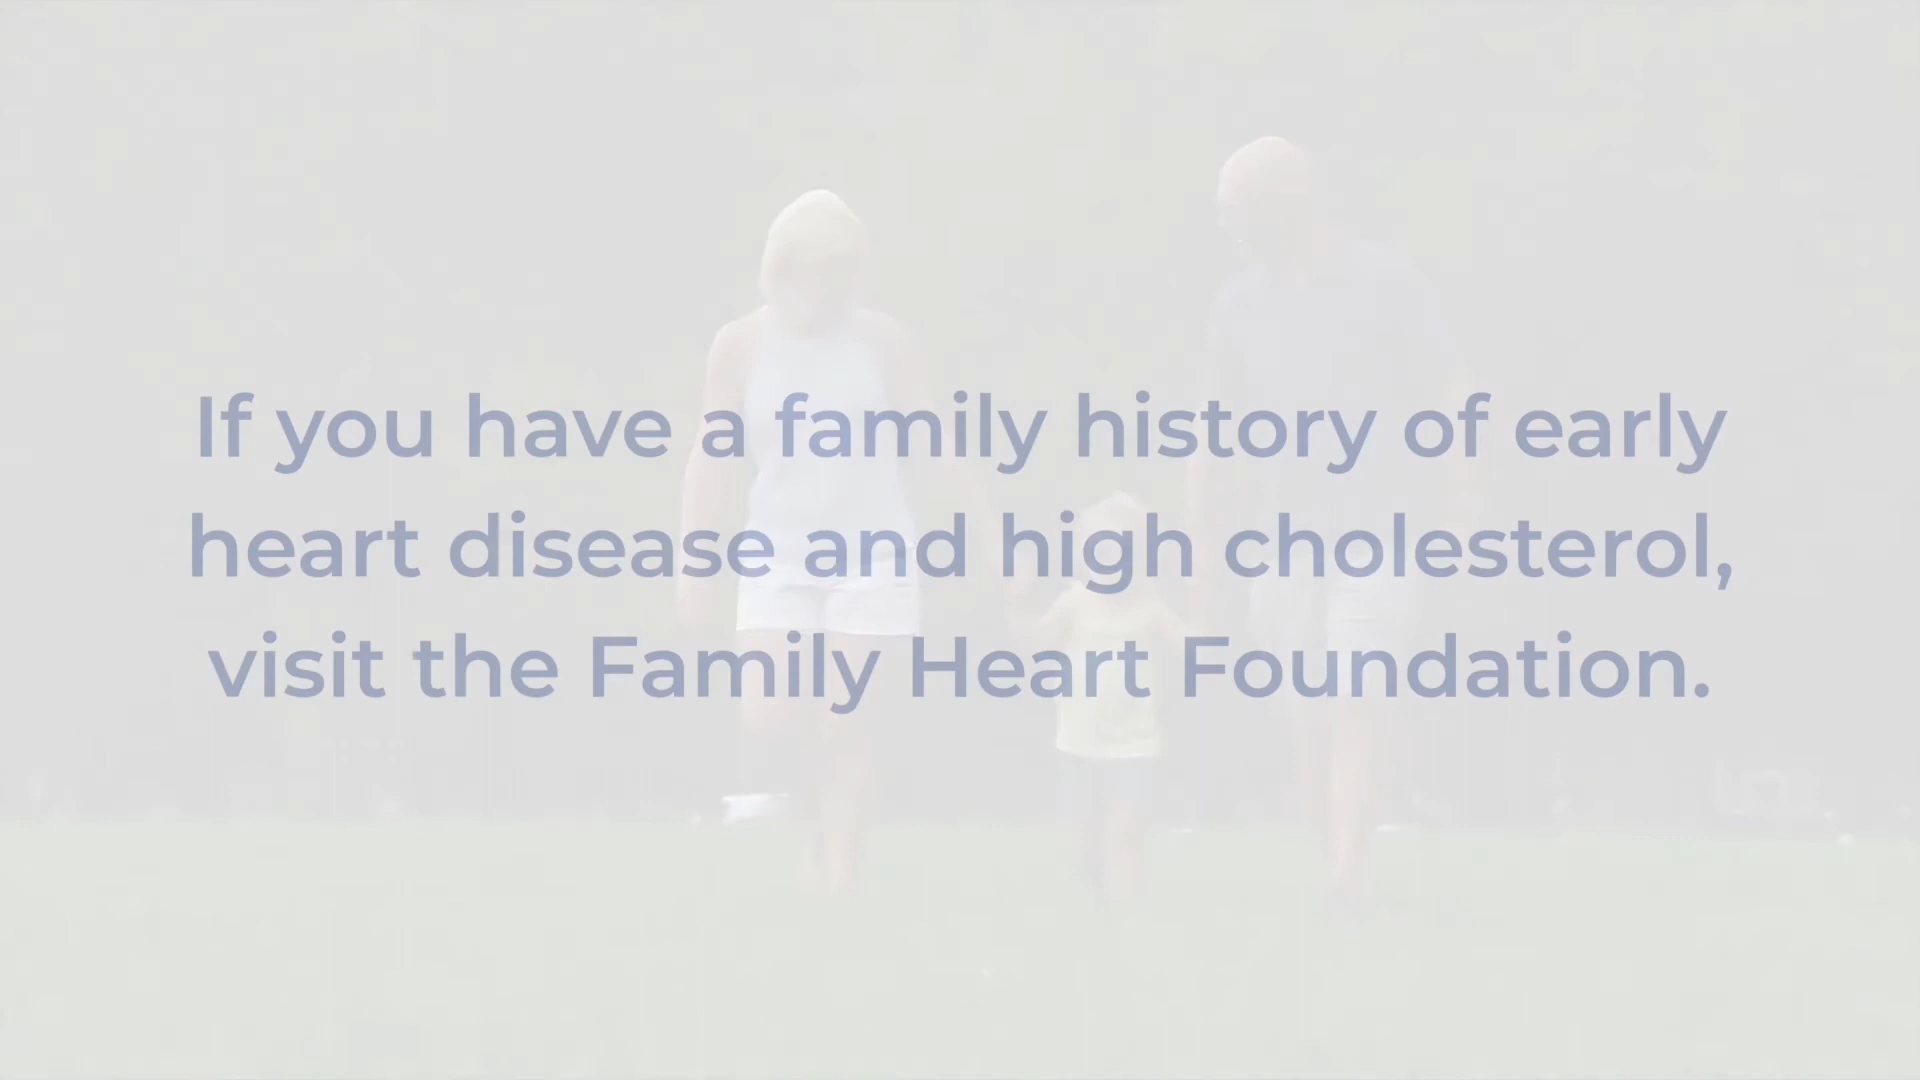 If you have a family history of early
heart disease and high cholesterol,
visit the Family Heart Foundation.